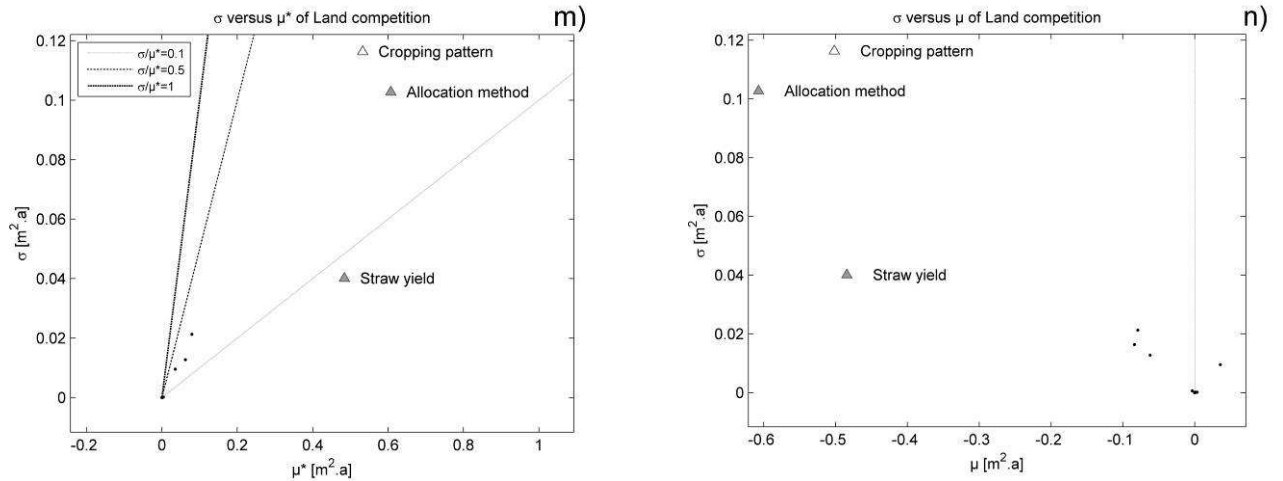 σ versus μ* of Land competition
m)
0.12
0.1
0.08
0.06
0.04
0.02
0
σ [m².a]
σ/μ*=0.1
σ/μ*=0.5
σ/μ*=1
Cropping pattern
Allocation method
Straw yield
-0.2 0 0.2 0.4 0.6 0.8 1
μ* [m².a]
σ versus μ of Land competition
n)
0.12
0.1
0.08
0.06
0.04
0.02
0
σ [m².a]
Cropping pattern
Allocation method
Straw yield
-0.6 -0.5 -0.4 -0.3 -0.2 -0.1 0
μ [m².a]